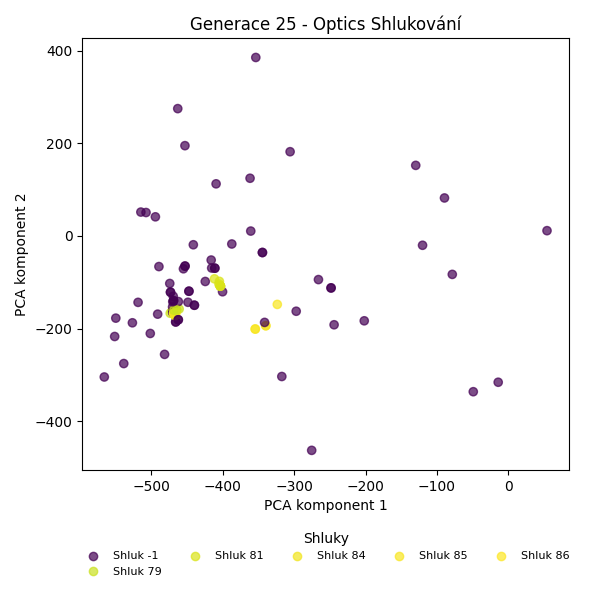 Generace 25 - Optics Shlukování
400
200
0
−200
−400
PCA komponent 2
−500
−400
−300
−200
−100
0
PCA komponent 1
Shluky
Shluk -1
Shluk 81
Shluk 84
Shluk 85
Shluk 86
Shluk 79